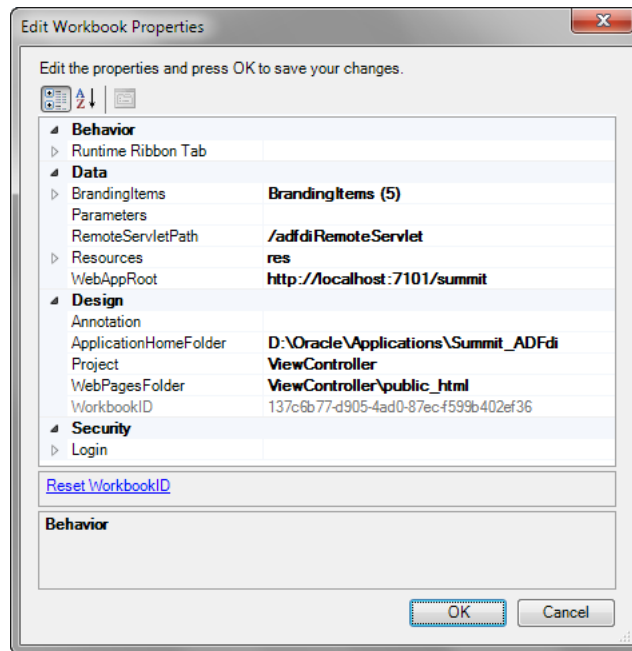 Edit Workbook Properties
Edit the properties and press OK to save your changes.
Behavior
Runtime Ribbon Tab
Data
BrandingItems BrandingItems (5)
Parameters
RemoteServletPath /adfdiRemoteServlet
Resources res
WebAppRoot http://localhost:7101/summit
Design
Annotation
ApplicationHomeFolder D:\Oracle\Applications\Summit_ADFdi
Project ViewController
WebPagesFolder ViewController\public_html
WorkbookID 137c6b77-d905-4ad0-87ec-f599b402ef36
Security
Login
Reset WorkbookID
Behavior
OK Cancel